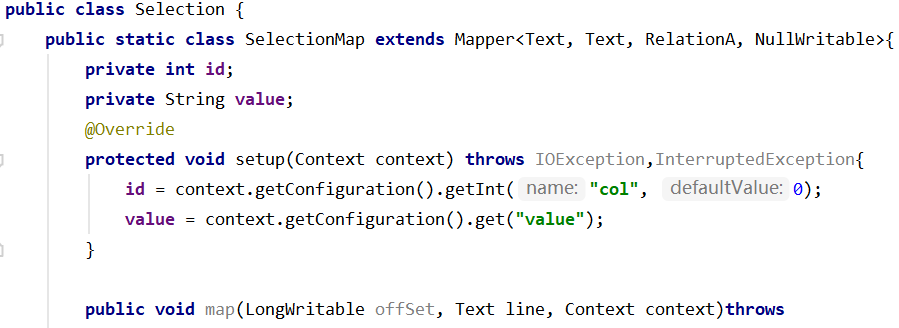 public class Selection {
public static class SelectionMap extends Mapper<Text, Text, RelationA, NullWritable>{
private int id;
private String value;
@Override
protected void setup(Context context) throws IOException,InterruptedException{
id = context.getConfiguration().getInt( name: "col", defaultValue: 0);
value = context.getConfiguration().get("value");
}
public void map(LongWritable offSet, Text line, Context context)throws